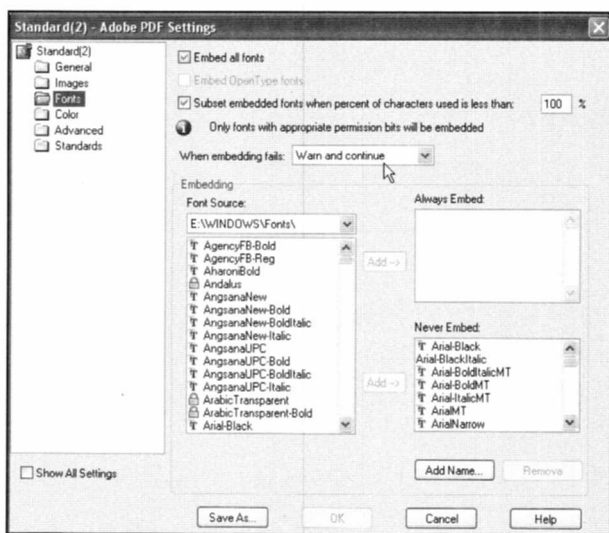 Standard(2) - Adobe PDF Settings
Standard(2)
General
Images
Fonts
Color
Advanced
Standards
Show All Settings
Embed all fonts
Embed OpenType fonts
Subset embedded fonts when percent of characters used is less than: 100 %
Only fonts with appropriate permission bits will be embedded
When embedding fails: Warn and continue
Embedding
Font Source:
E:\WINDOWS\Fonts\
AgencyFB-Bold
AgencyFB-Reg
AharoniBold
Andalus
AngsanaNew
AngsanaNew-Bold
AngsanaNew-BoldItalic
AngsanaNew-Italic
AngsanaUPC
AngsanaUPC-Bold
AngsanaUPC-BoldItalic
AngsanaUPC-Italic
ArabicTransparent
ArabicTransparent-Bold
Arial-Black
Add ->
Add ->
Always Embed:
Never Embed:
Arial-Black
Arial-BlackItalic
Arial-BoldItalicMT
Arial-BoldMT
Arial-ItalicMT
ArialMT
ArialNarrow
Add Name... Remove
Save As... OK Cancel Help